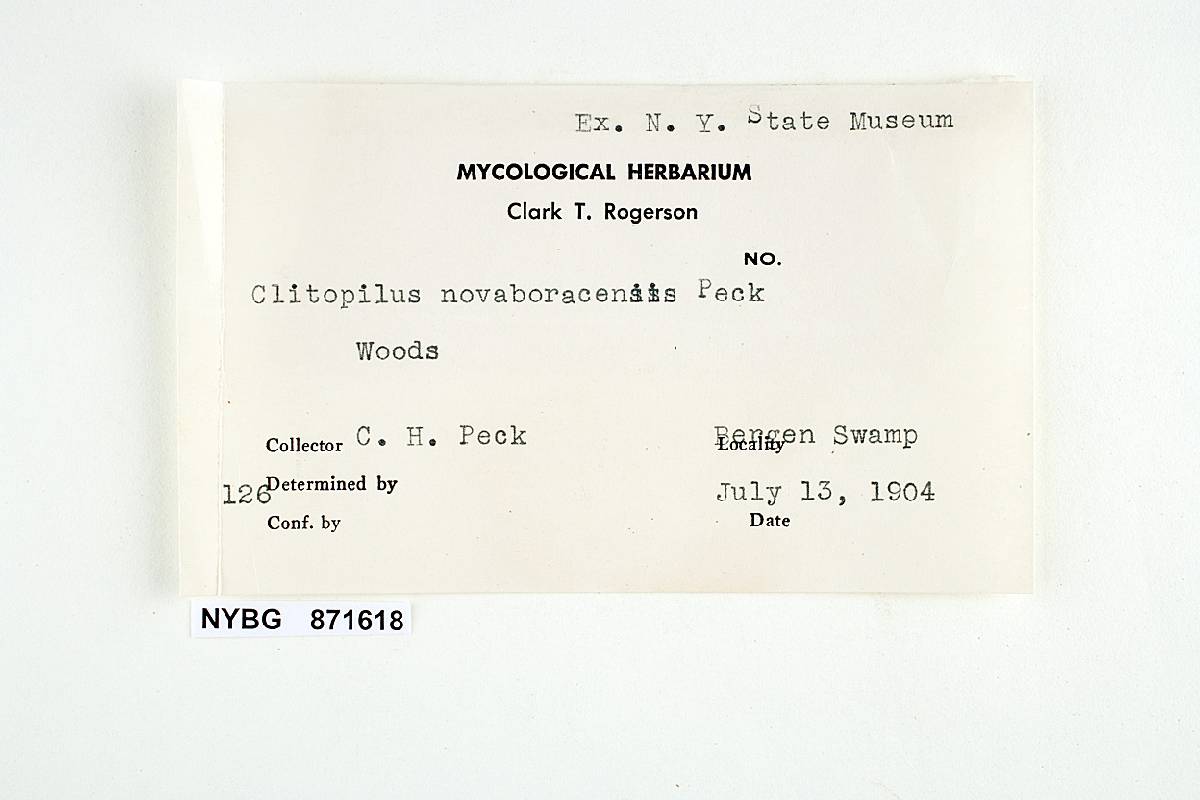 Ex. N. Y. State Museum
MYCOLOGICAL HERBARIUM
Clark T. Rogerson
NO.
Clitopilus novaboracensis Peck
Woods
Collector C. H. Peck
Locality Bergen Swamp
126 Determined by
July 13, 1904
Conf. by
Date
NYBG 871618